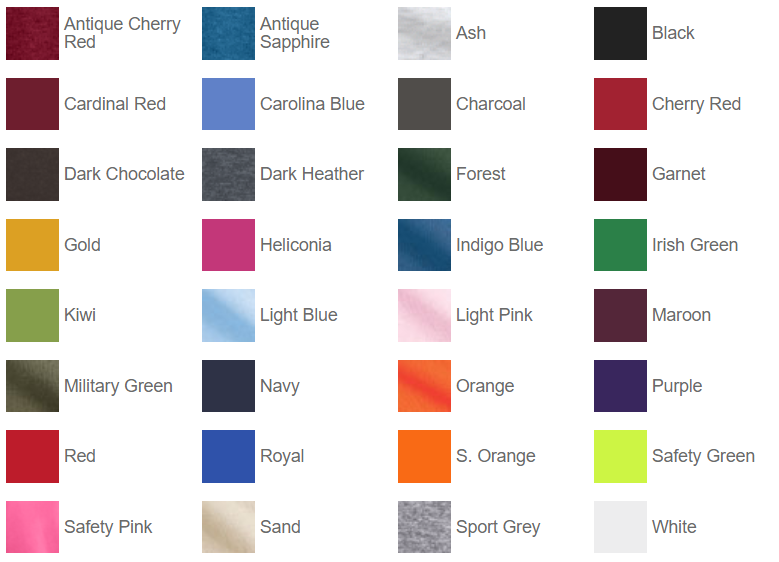 Antique Cherry
Red
Antique
Sapphire
Ash
Black
Cardinal Red
Carolina Blue
Charcoal
Cherry Red
Dark Chocolate
Dark Heather
Forest
Garnet
Gold
Heliconia
Indigo Blue
Irish Green
Kiwi
Light Blue
Light Pink
Maroon
Military Green
Navy
Orange
Purple
Red
Royal
S. Orange
Safety Green
Safety Pink
Sand
Sport Grey
White